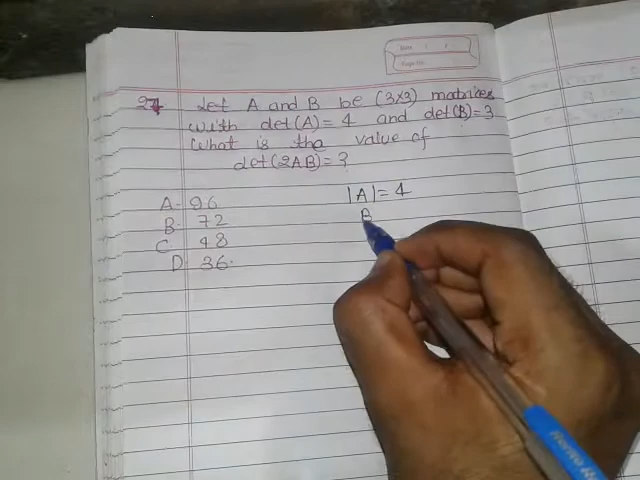 Let A and B be (3×3) matrices
with det(A) = 4 and det(B) = 3
What is the value of
det(2AB) = ?
A. 96
B. 72
C. 48
D. 36.
|A| = 4
B